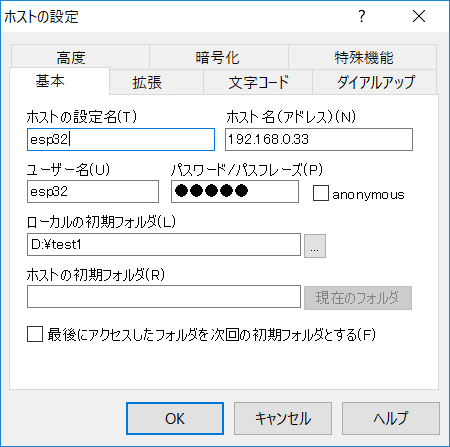 ホストの設定
?
高度 暗号化 特殊機能
基本 拡張 文字コード ダイアルアップ
ホストの設定名(T) ホスト名(アドレス)(N)
esp32 192.168.0.33
ユーザー名(U) パスワード/パスフレーズ(P)
esp32 ●●●●● anonymous
ローカルの初期フォルダ(L)
D:¥test1 ...
ホストの初期フォルダ(R)
現在のフォルダ
最後にアクセスしたフォルダを次回の初期フォルダとする(F)
OK キャンセル ヘルプ